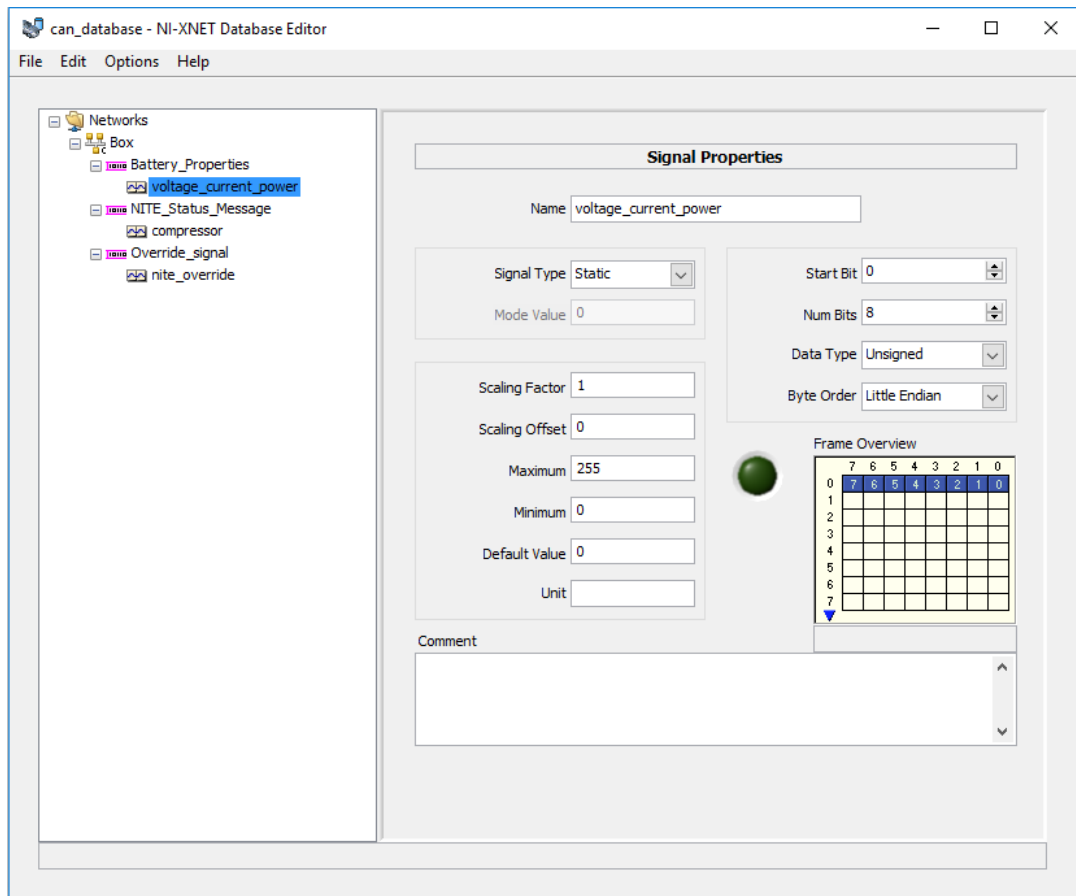 can_database - NI-XNET Database Editor
File Edit Options Help
Networks
Box
Battery_Properties
voltage_current_power
NITE_Status_Message
compressor
Override_signal
nite_override
Signal Properties
Name voltage_current_power
Signal Type Static
Mode Value 0
Scaling Factor 1
Scaling Offset 0
Maximum 255
Minimum 0
Default Value 0
Unit
Start Bit 0
Num Bits 8
Data Type Unsigned
Byte Order Little Endian
Frame Overview
7 6 5 4 3 2 1 0
0 7 6 5 4 3 2 1 0
1
2
3
4
5
6
7
Comment